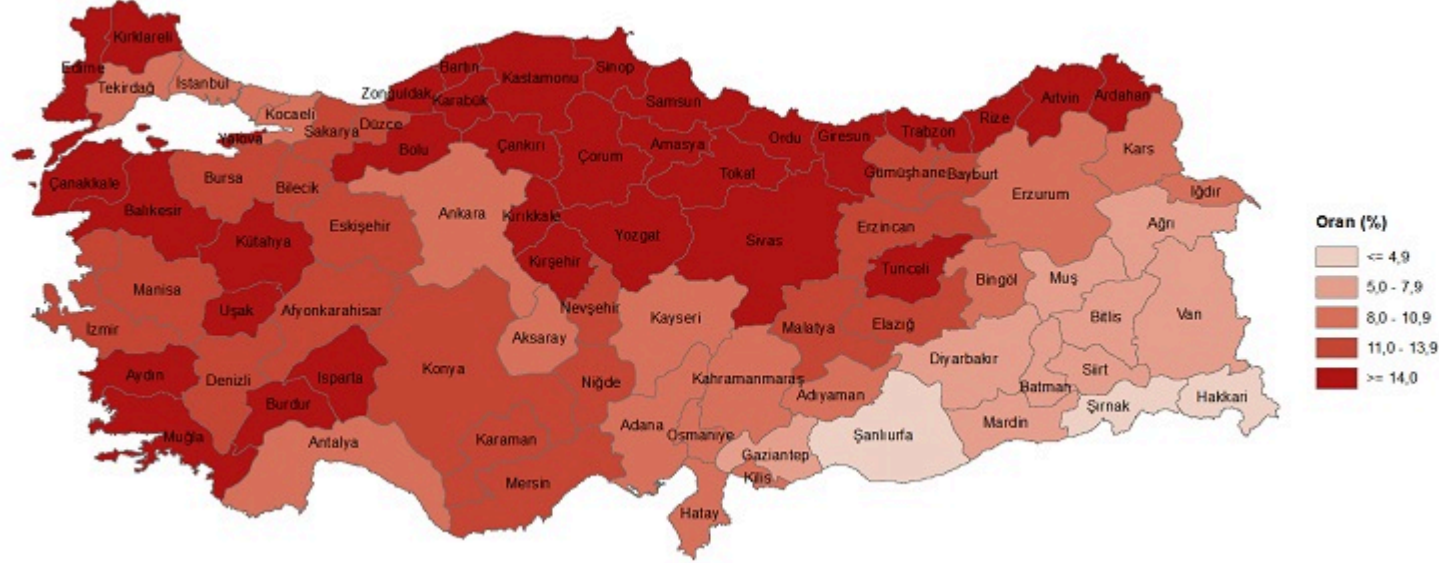 Kırklareli
Edirne
Tekirdağ
İstanbul
Kocaeli
Yalova
Sakarya
Düzce
Zonguldak
Bartın
Karabük
Kastamonu
Sinop
Samsun
Bolu
Çankırı
Çorum
Amasya
Tokat
Ordu
Giresun
Trabzon
Rize
Artvin
Ardahan
Gümüşhane
Bayburt
Erzurum
Kars
Iğdır
Ağrı
Çanakkale
Balıkesir
Bursa
Bilecik
Kütahya
Eskişehir
Ankara
Kırıkkale
Kırşehir
Yozgat
Sivas
Erzincan
Tunceli
Bingöl
Muş
Bitlis
Van
Manisa
İzmir
Uşak
Afyonkarahisar
Nevşehir
Aksaray
Kayseri
Malatya
Elazığ
Diyarbakır
Batman
Siirt
Şırnak
Hakkari
Aydın
Denizli
Isparta
Burdur
Muğla
Antalya
Konya
Karaman
Niğde
Mersin
Adana
Kahramanmaraş
Osmaniye
Adıyaman
Gaziantep
Kilis
Hatay
Şanlıurfa
Mardin
Oran (%)
<= 4,9
5,0 - 7,9
8,0 - 10,9
11,0 - 13,9
>= 14,0